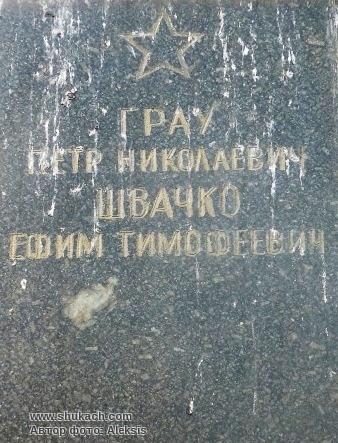 ГРАУ
ПЕТР НИКОЛАЕВИЧ
ШВАЧКО
ЕФИМ ТИМОФЕЕВИЧ
www.shukach.com
Автор фото: Aleksis